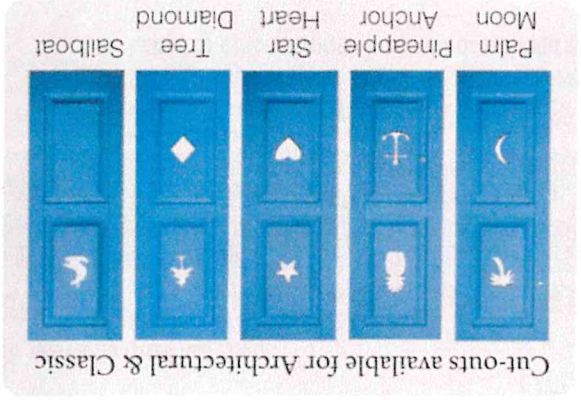 Cut-outs available for Architectural & Classic
Palm Pineapple Star Tree Sailboat
Moon Anchor Heart Diamond